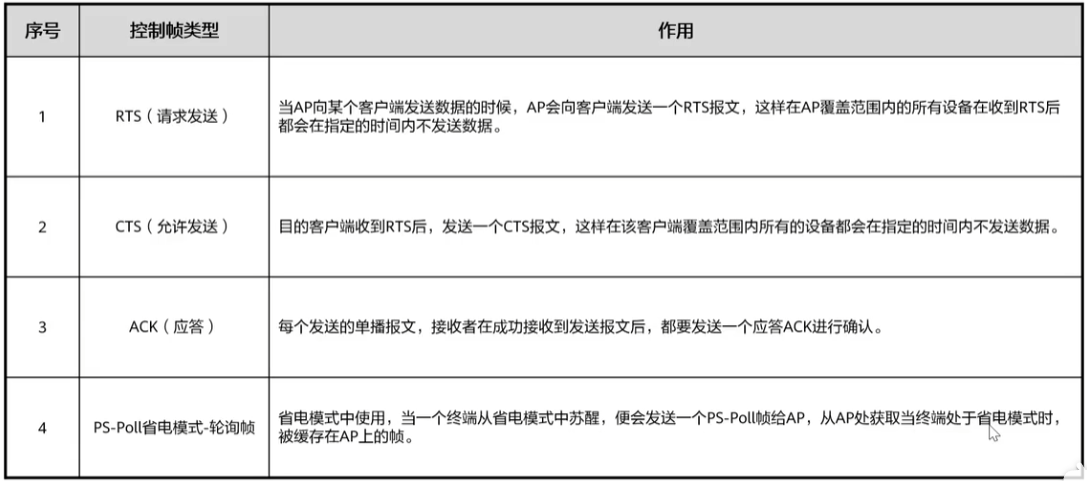 序号 控制帧类型 作用
1 RTS（请求发送） 当AP向某个客户端发送数据的时候，AP会向客户端发送一个RTS报文，这样在AP覆盖范围内的所有设备在收到RTS后
都会在指定的时间内不发送数据。
2 CTS（允许发送） 目的客户端收到RTS后，发送一个CTS报文，这样在该客户端覆盖范围内所有的设备都会在指定的时间内不发送数据。
3 ACK（应答） 每个发送的单播报文，接收者在成功接收到发送报文后，都要发送一个应答ACK进行确认。
4 PS-Poll省电模式-轮询帧 省电模式中使用，当一个终端从省电模式中苏醒，便会发送一个PS-Poll帧给AP，从AP处获取当终端处于省电模式时，
被缓存在AP上的帧。